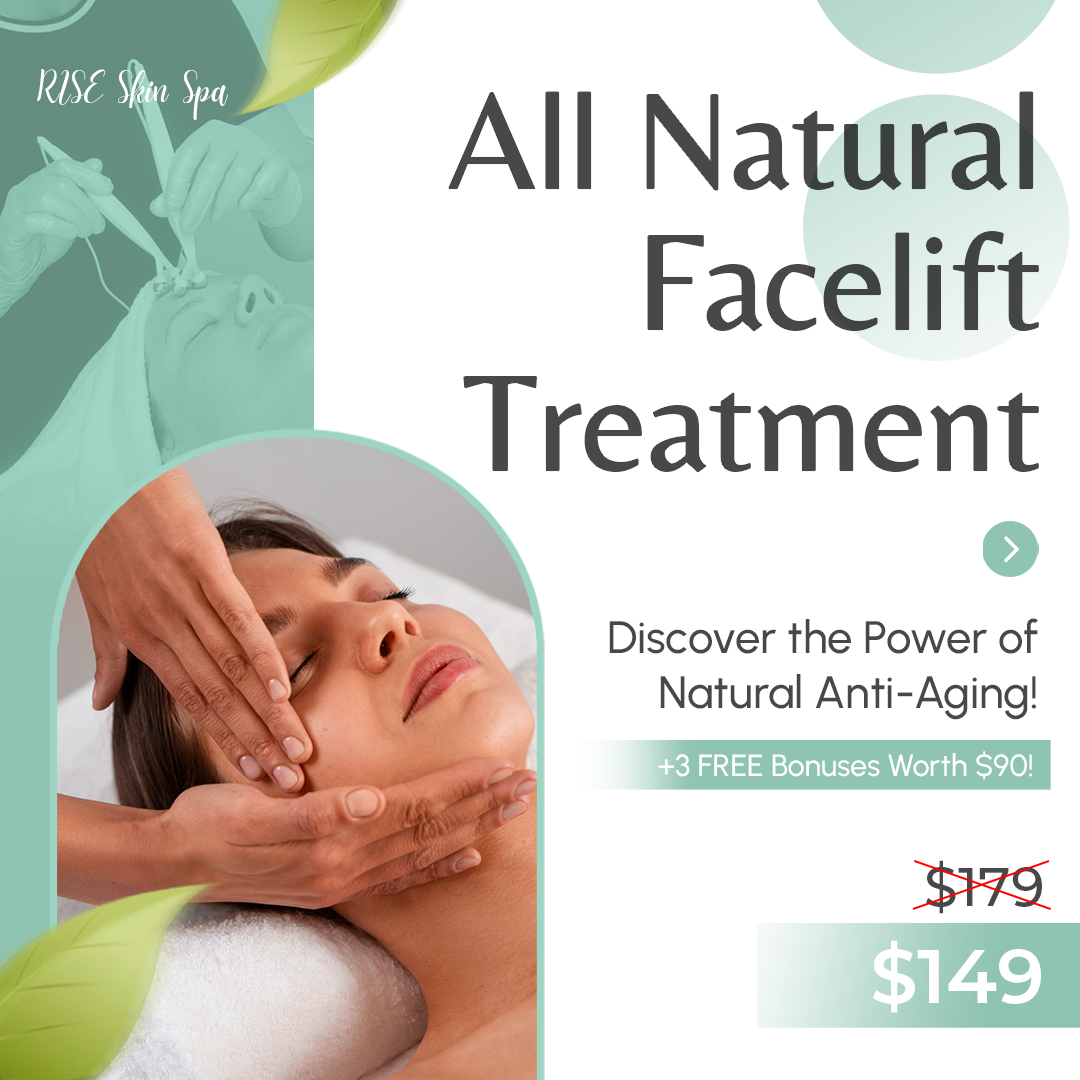 RISE Skin Spa
All Natural
Facelift
Treatment
Discover the Power of
Natural Anti-Aging!
+3 FREE Bonuses Worth $90!
$179
$149